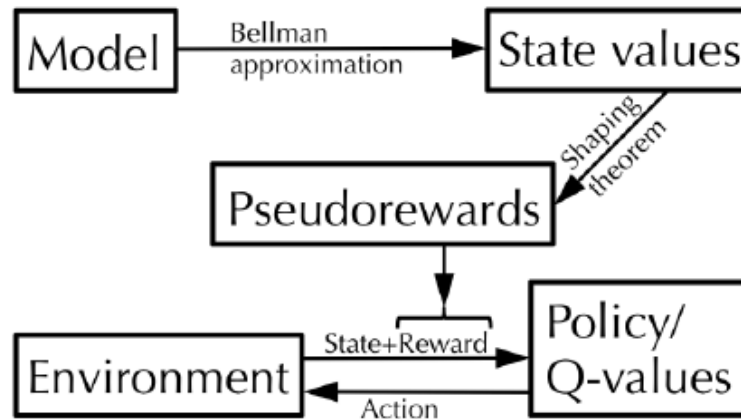 Model
Bellman
approximation
State values
Shaping
theorem
Pseudorewards
State+Reward
Environment
Action
Policy/
Q-values